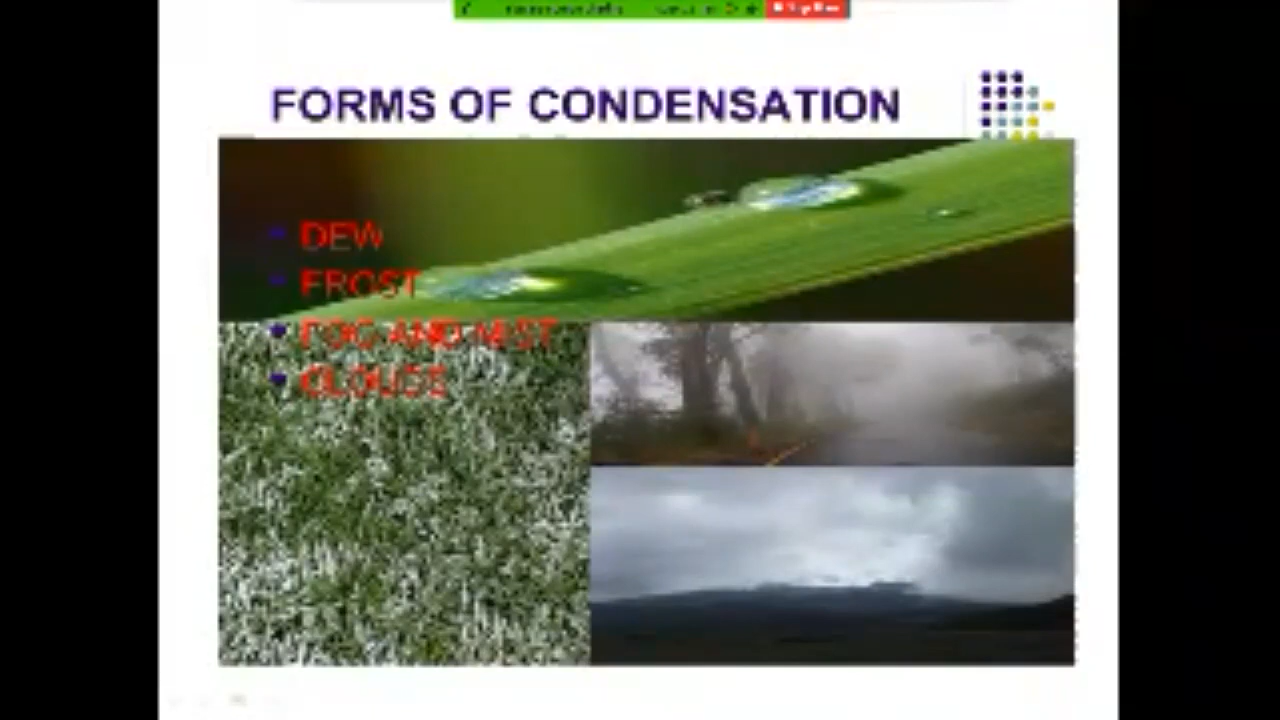 FORMS OF CONDENSATION
DEW
FROST
FOG AND MIST
CLOUDS